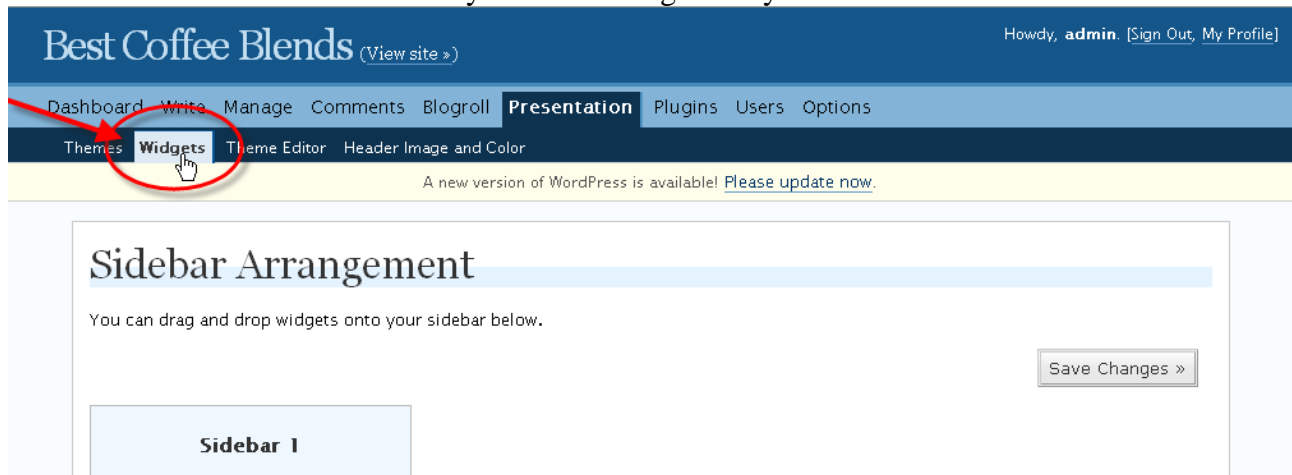 Best Coffee Blends (View site »)
Howdy, admin. [Sign Out, My Profile]
Dashboard Write Manage Comments Blogroll Presentation Plugins Users Options
Themes Widgets Theme Editor Header Image and Color
A new version of WordPress is available! Please update now.
Sidebar Arrangement
You can drag and drop widgets onto your sidebar below.
Save Changes »
Sidebar 1